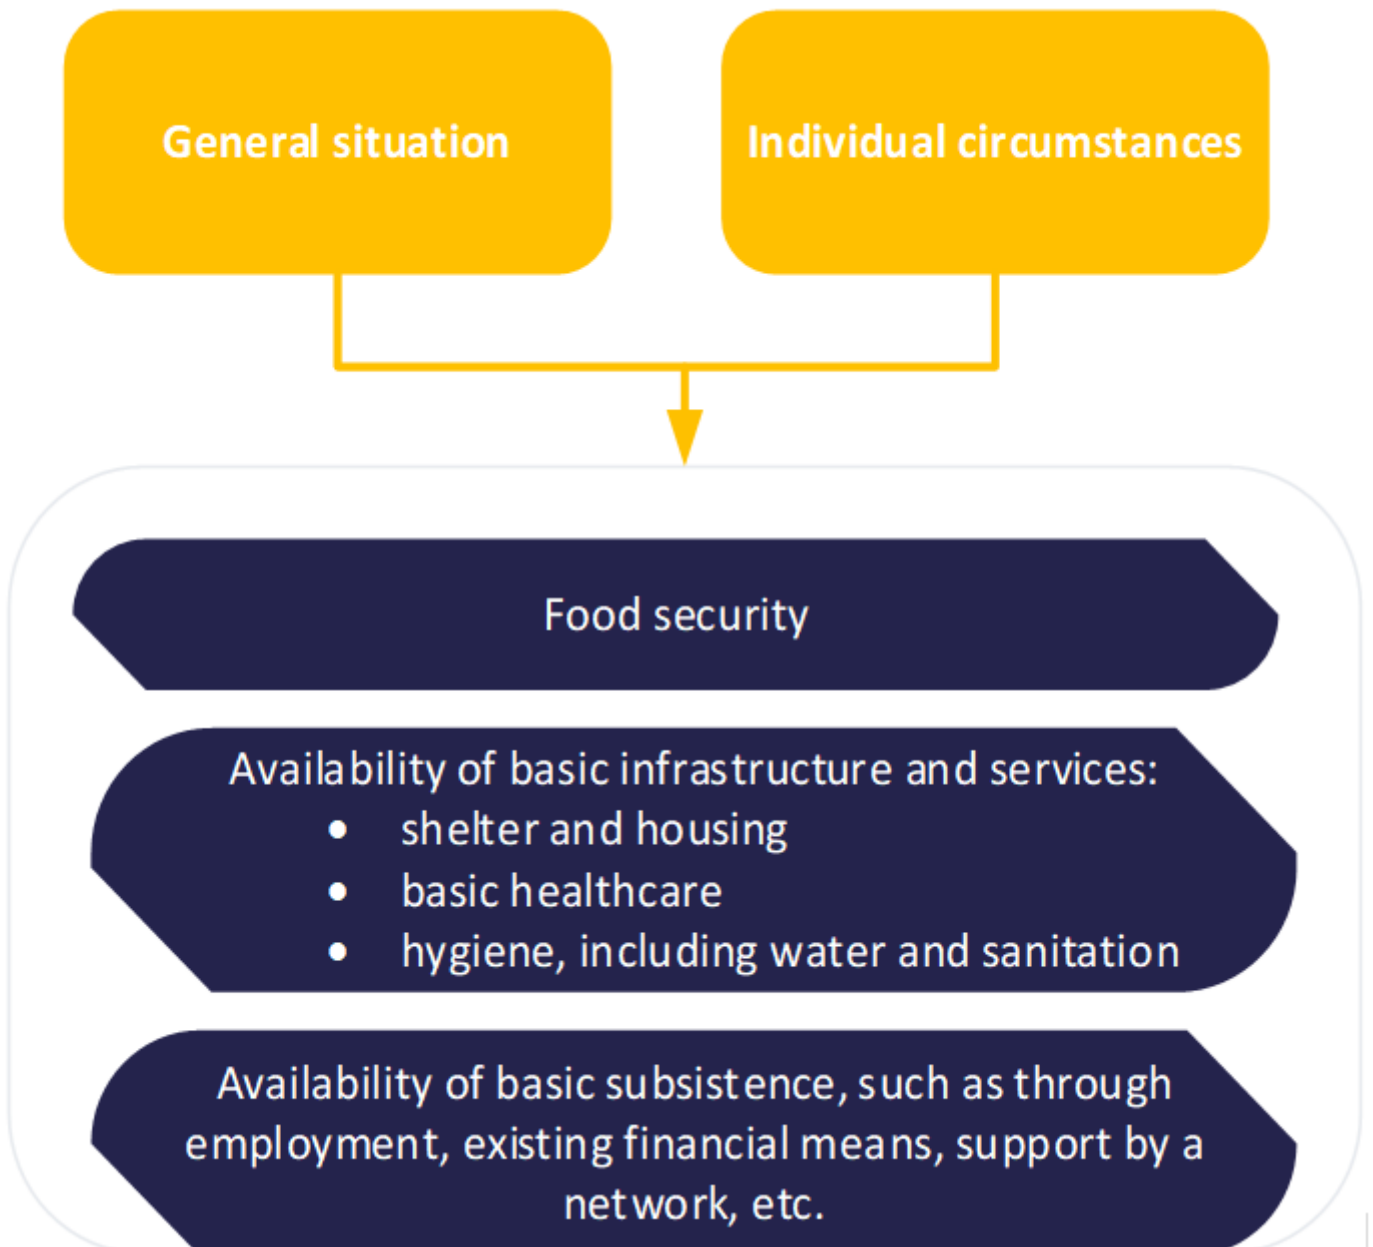 General situation
Individual circumstances
Food security
Availability of basic infrastructure and services:
• shelter and housing
• basic healthcare
• hygiene, including water and sanitation
Availability of basic subsistence, such as through
employment, existing financial means, support by a
network, etc.